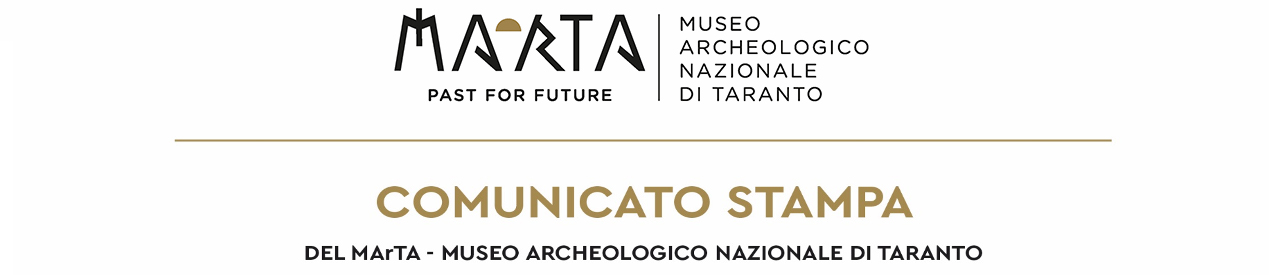 MArTA
PAST FOR FUTURE
MUSEO
ARCHEOLOGICO
NAZIONALE
DI TARANTO
COMUNICATO STAMPA
DEL MArTA - MUSEO ARCHEOLOGICO NAZIONALE DI TARANTO